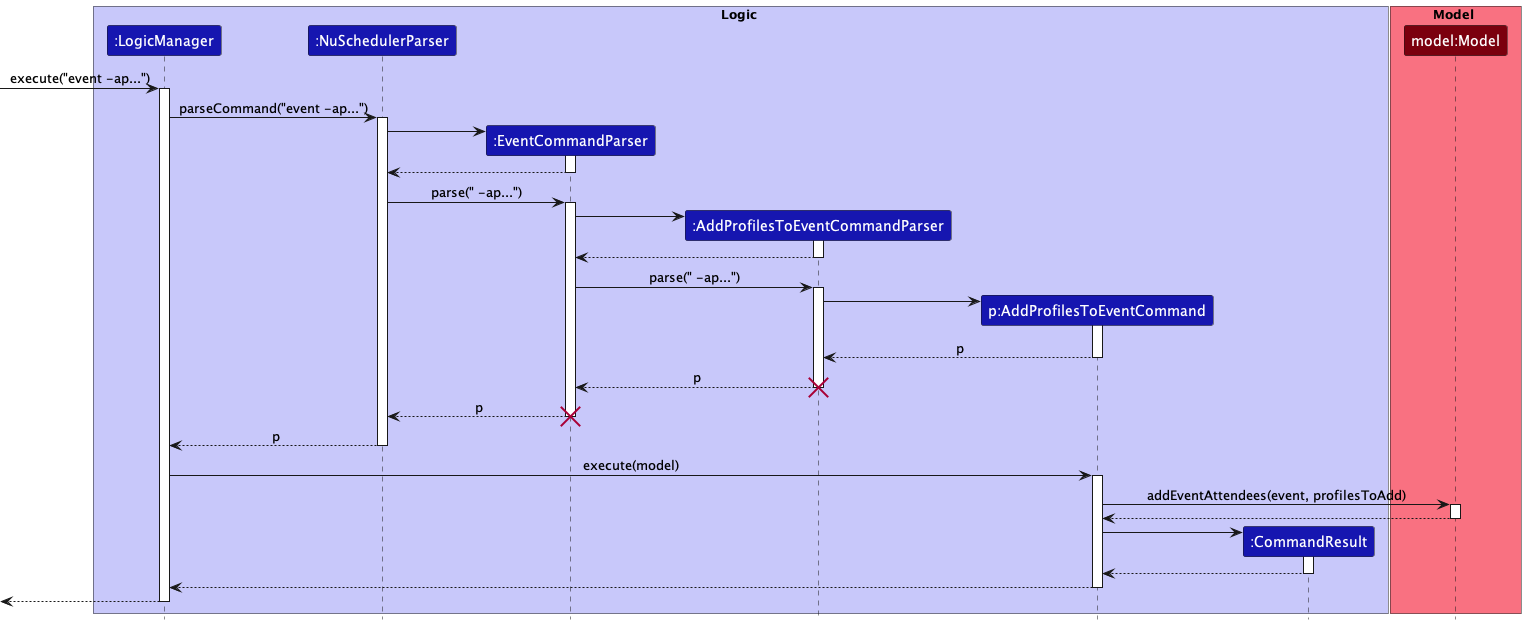 Logic
Model
:LogicManager
:NuSchedulerParser
model:Model
execute("event -ap...")
parseCommand("event -ap...")
:EventCommandParser
parse(" -ap...")
:AddProfilesToEventCommandParser
parse(" -ap...")
p:AddProfilesToEventCommand
p
p
p
p
execute(model)
addEventAttendees(event, profilesToAdd)
:CommandResult